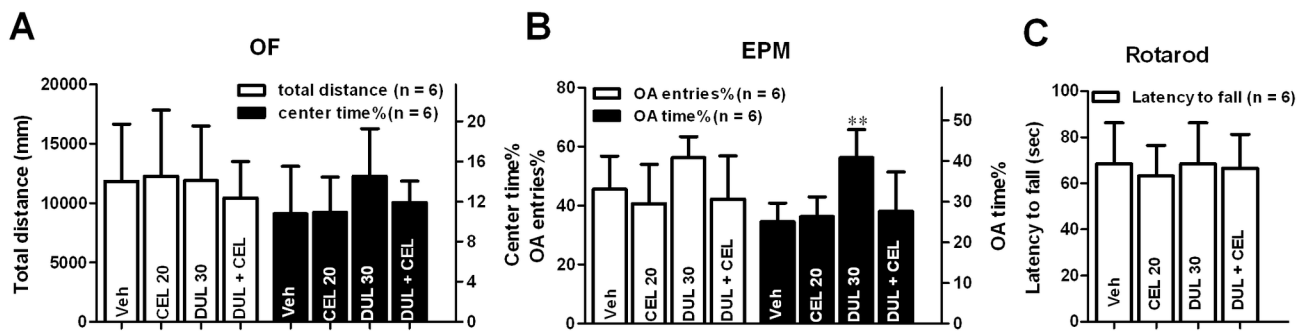 A
OF
total distance (n = 6)
center time% (n = 6)
Total distance (mm)
20000
15000
10000
5000
0
Veh
CEL 20
DUL 30
DUL + CEL
Veh
CEL 20
DUL 30
DUL + CEL
20
16
12
8
4
0
Center time%
B
EPM
OA entries% (n = 6)
OA time% (n = 6)
OA entries%
80
60
40
20
0
**
Veh
CEL 20
DUL 30
DUL + CEL
Veh
CEL 20
DUL 30
DUL + CEL
50
40
30
20
10
0
OA time%
C
Rotarod
Latency to fall (n = 6)
Latency to fall (sec)
100
80
60
40
20
0
Veh
CEL 20
DUL 30
DUL + CEL